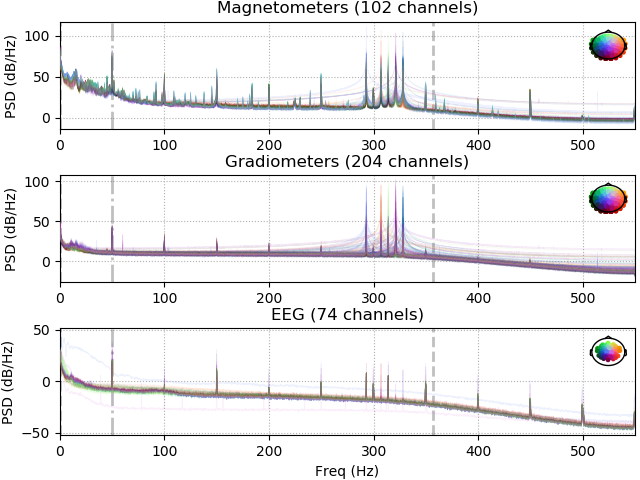 Magnetometers (102 channels)
PSD (dB/Hz)
100
50
0
0 100 200 300 400 500
Gradiometers (204 channels)
PSD (dB/Hz)
100
50
0
0 100 200 300 400 500
EEG (74 channels)
PSD (dB/Hz)
50
0
−50
0 100 200 300 400 500
Freq (Hz)